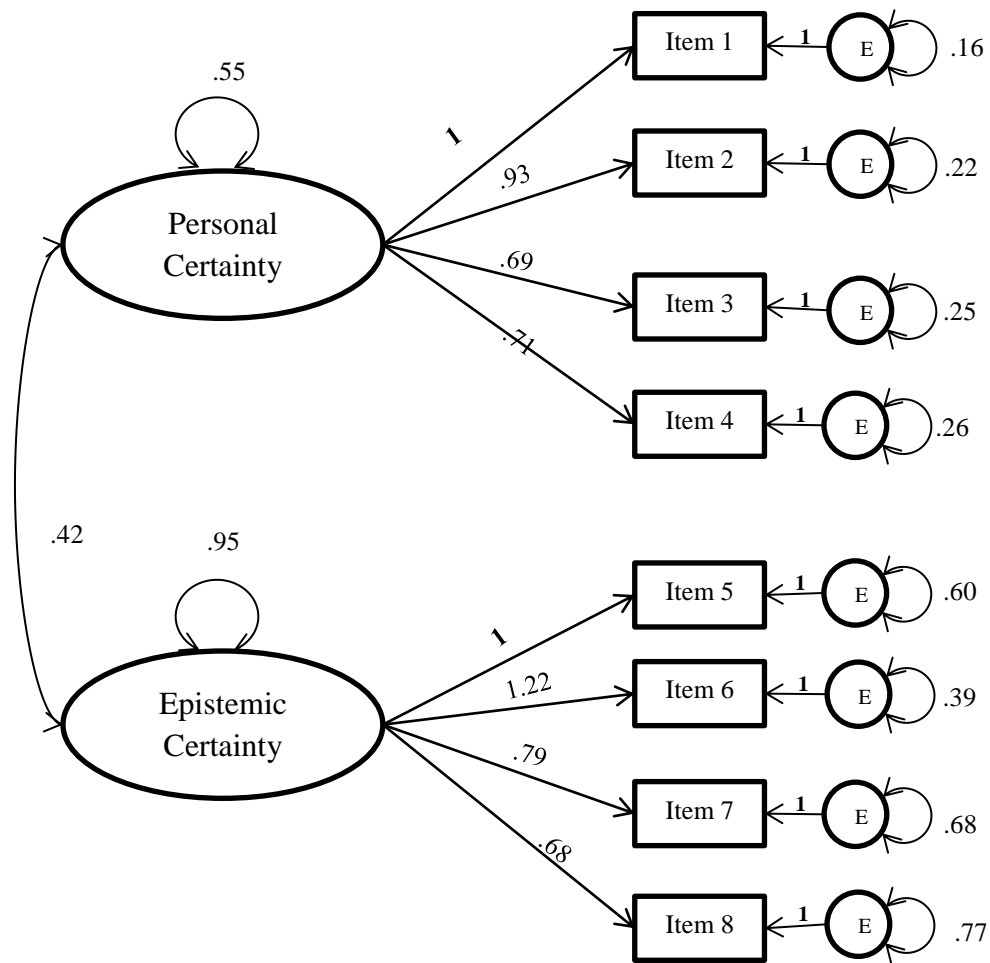 Item 1
1
E
.16
.55
1
Item 2
1
E
.22
.93
Personal
Certainty
.69
Item 3
1
E
.25
.71
Item 4
1
E
.26
.42
.95
Item 5
1
E
.60
1
1.22
Item 6
1
E
.39
Epistemic
Certainty
.79
Item 7
1
E
.68
.68
Item 8
1
E
.77